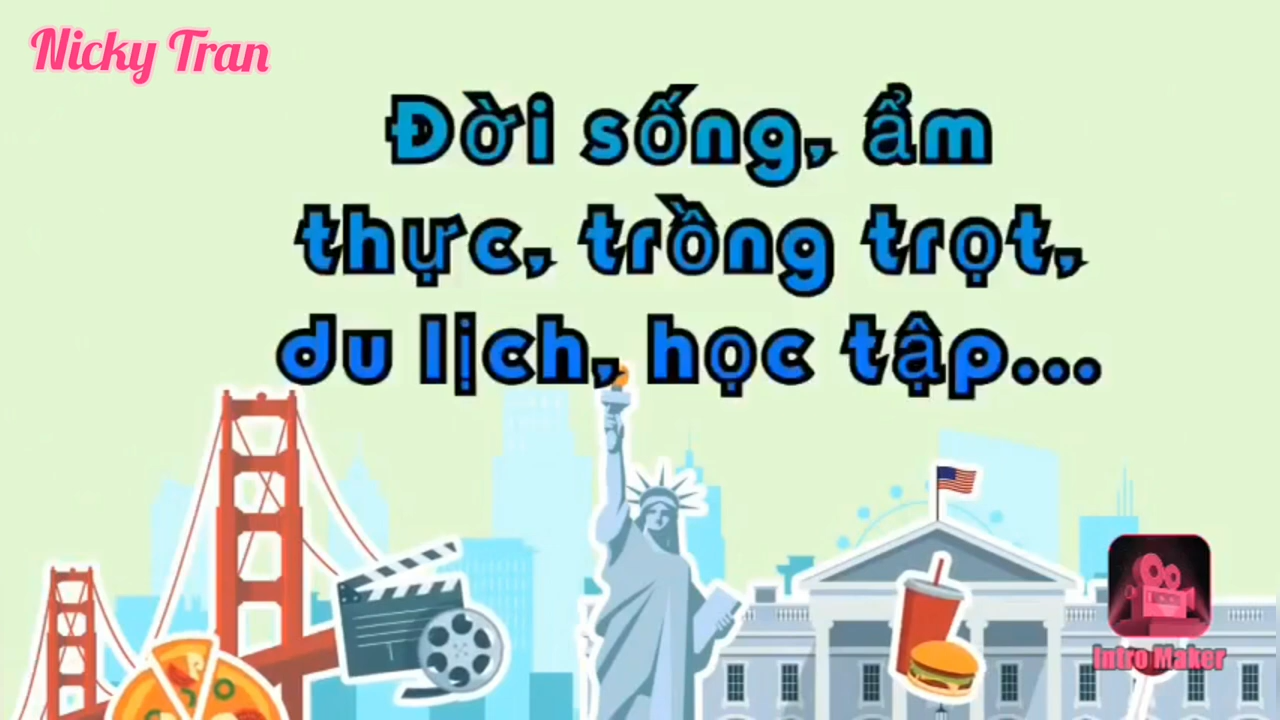 Nicky Tran
Đời sống, ẩm
thực, trồng trọt,
du lịch, học tập...
Intro Maker